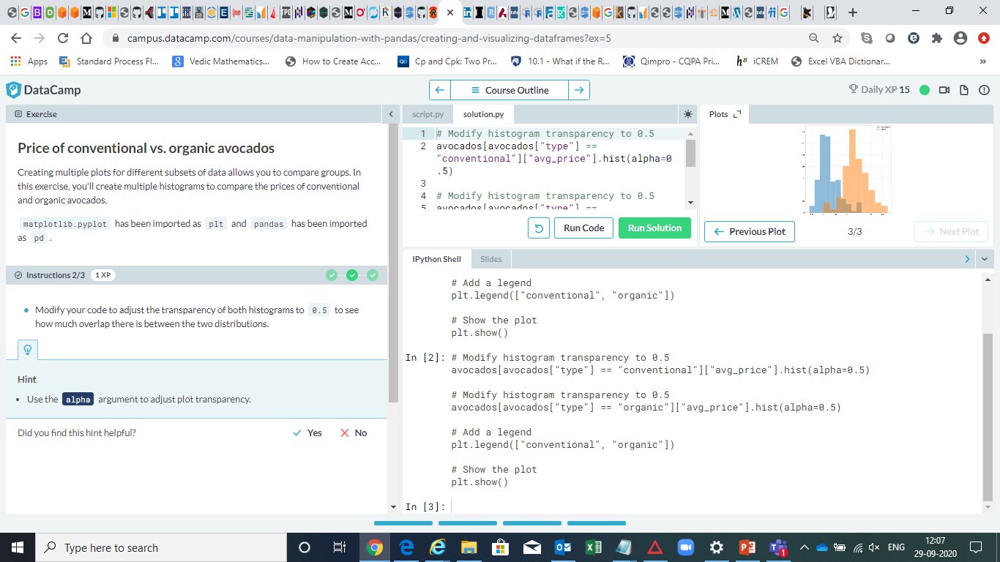 campus.datacamp.com/courses/data-manipulation-with-pandas/creating-and-visualizing-dataframes?ex=5
Apps
Standard Process Fl...
Vedic Mathematics...
How to Create Acc...
Cp and Cpk: Two Pr...
10.1 - What if the R...
Qimpro - CQPA Pri...
iCREM
Excel VBA Dictionar...
»
DataCamp
Course Outline
Daily XP 15
Exercise
Price of conventional vs. organic avocados
Creating multiple plots for different subsets of data allows you to compare groups. In
this exercise, you'll create multiple histograms to compare the prices of conventional
and organic avocados.
matplotlib.pyplot has been imported as plt and pandas has been imported
as pd .
Instructions 2/3 1 XP
Modify your code to adjust the transparency of both histograms to 0.5 to see
how much overlap there is between the two distributions.
Hint
• Use the alpha argument to adjust plot transparency.
Did you find this hint helpful? Yes No
script.py solution.py
1 # Modify histogram transparency to 0.5
2 avocados[avocados["type"] ==
"conventional"]["avg_price"].hist(alpha=0
.5)
3
4 # Modify histogram transparency to 0.5
5 avocados[avocados["type"] ==
Run Code Run Solution
Plots
Previous Plot 3/3 Next Plot
IPython Shell Slides
# Add a legend
plt.legend(["conventional", "organic"])
# Show the plot
plt.show()
In [2]: # Modify histogram transparency to 0.5
avocados[avocados["type"] == "conventional"]["avg_price"].hist(alpha=0.5)
# Modify histogram transparency to 0.5
avocados[avocados["type"] == "organic"]["avg_price"].hist(alpha=0.5)
# Add a legend
plt.legend(["conventional", "organic"])
# Show the plot
plt.show()
In [3]:
Type here to search
ENG
12:07
29-09-2020